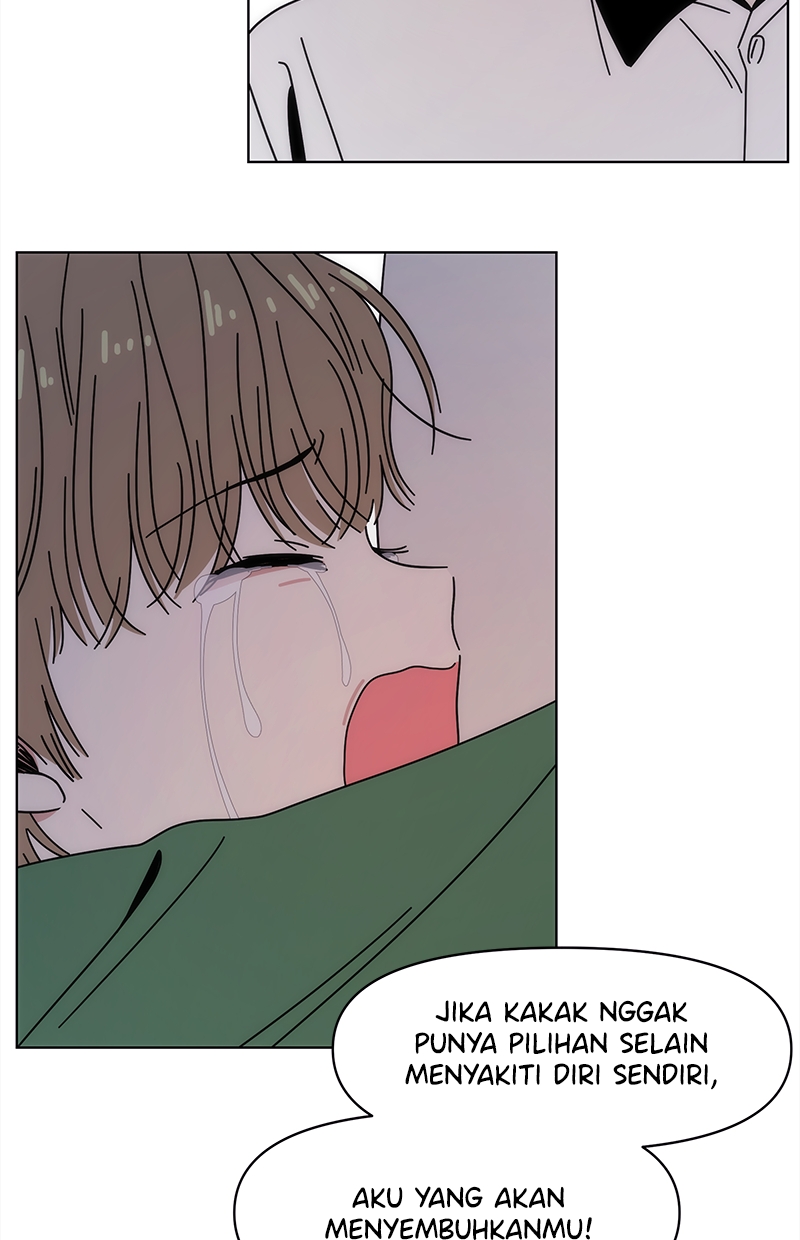 JIKA KAKAK NGGAK
PUNYA PILIHAN SELAIN
MENYAKITI DIRI SENDIRI,
AKU YANG AKAN
MENYEMBUHKANMU!